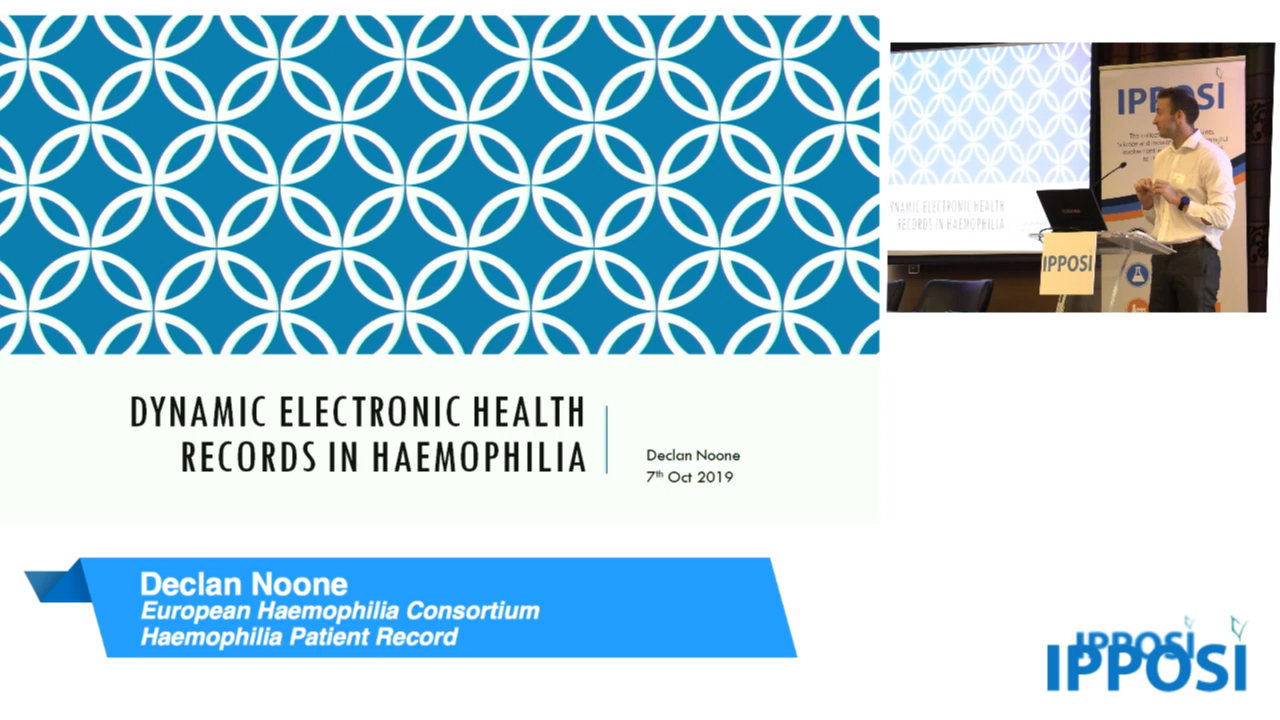 DYNAMIC ELECTRONIC HEALTH
RECORDS IN HAEMOPHILIA
Declan Noone
7th Oct 2019
IPPOSI
DYNAMIC ELECTRONIC HEALTH
RECORDS IN HAEMOPHILIA
IPPOSI
Declan Noone
European Haemophilia Consortium
Haemophilia Patient Record
IPPOSI
IPPOSI